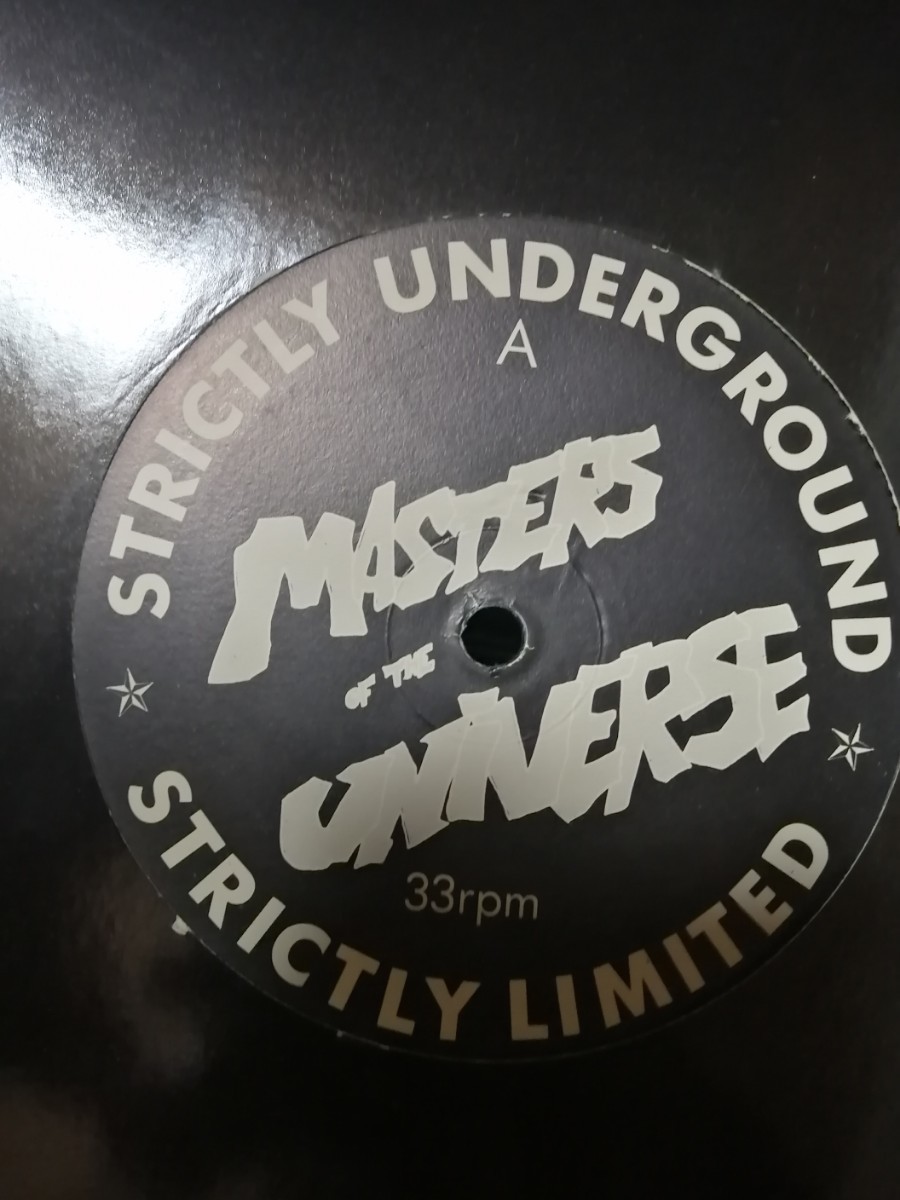 STRICTLY UNDERGROUND
A
MASTERS
OF THE
UNIVERSE
33rpm
STRICTLY LIMITED